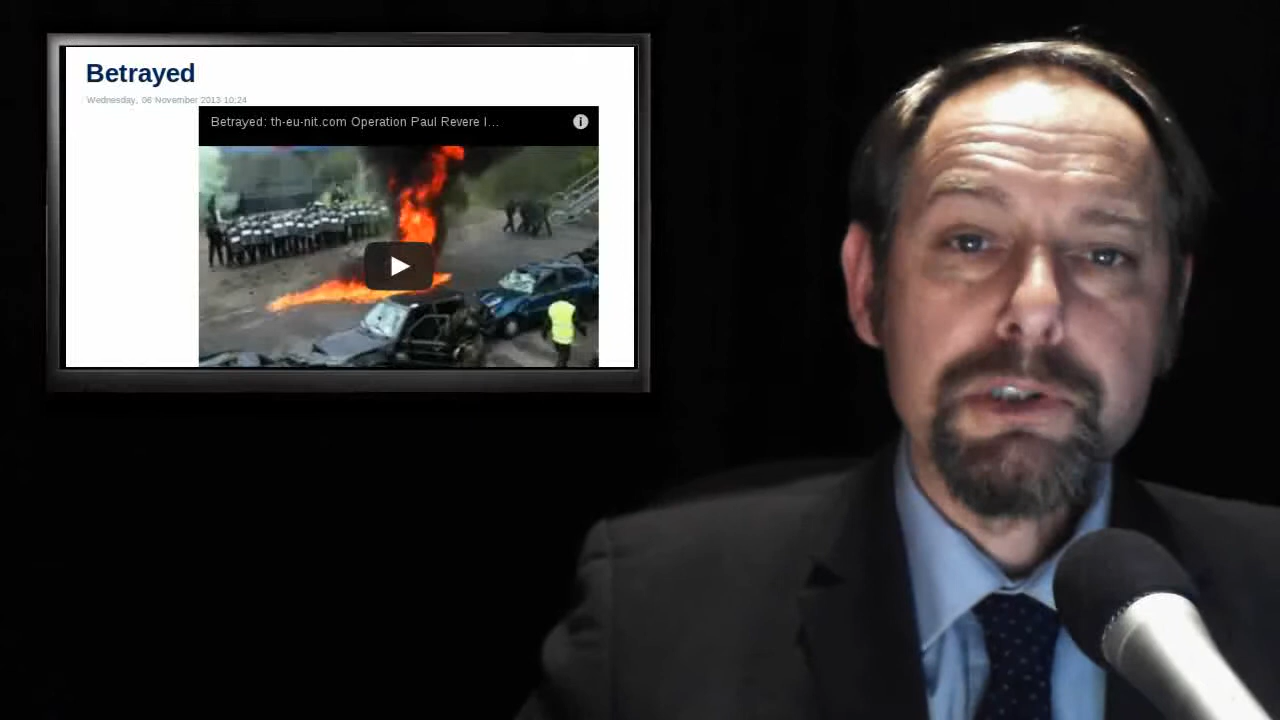 Betrayed
Wednesday, 06 November 2013 10:24
Betrayed: th-eu-nit.com Operation Paul Revere I...